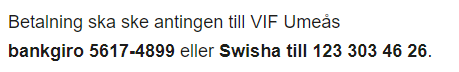 Betalning ska ske antingen till VIF Umeås
bankgiro 5617-4899 eller Swisha till 123 303 46 26.